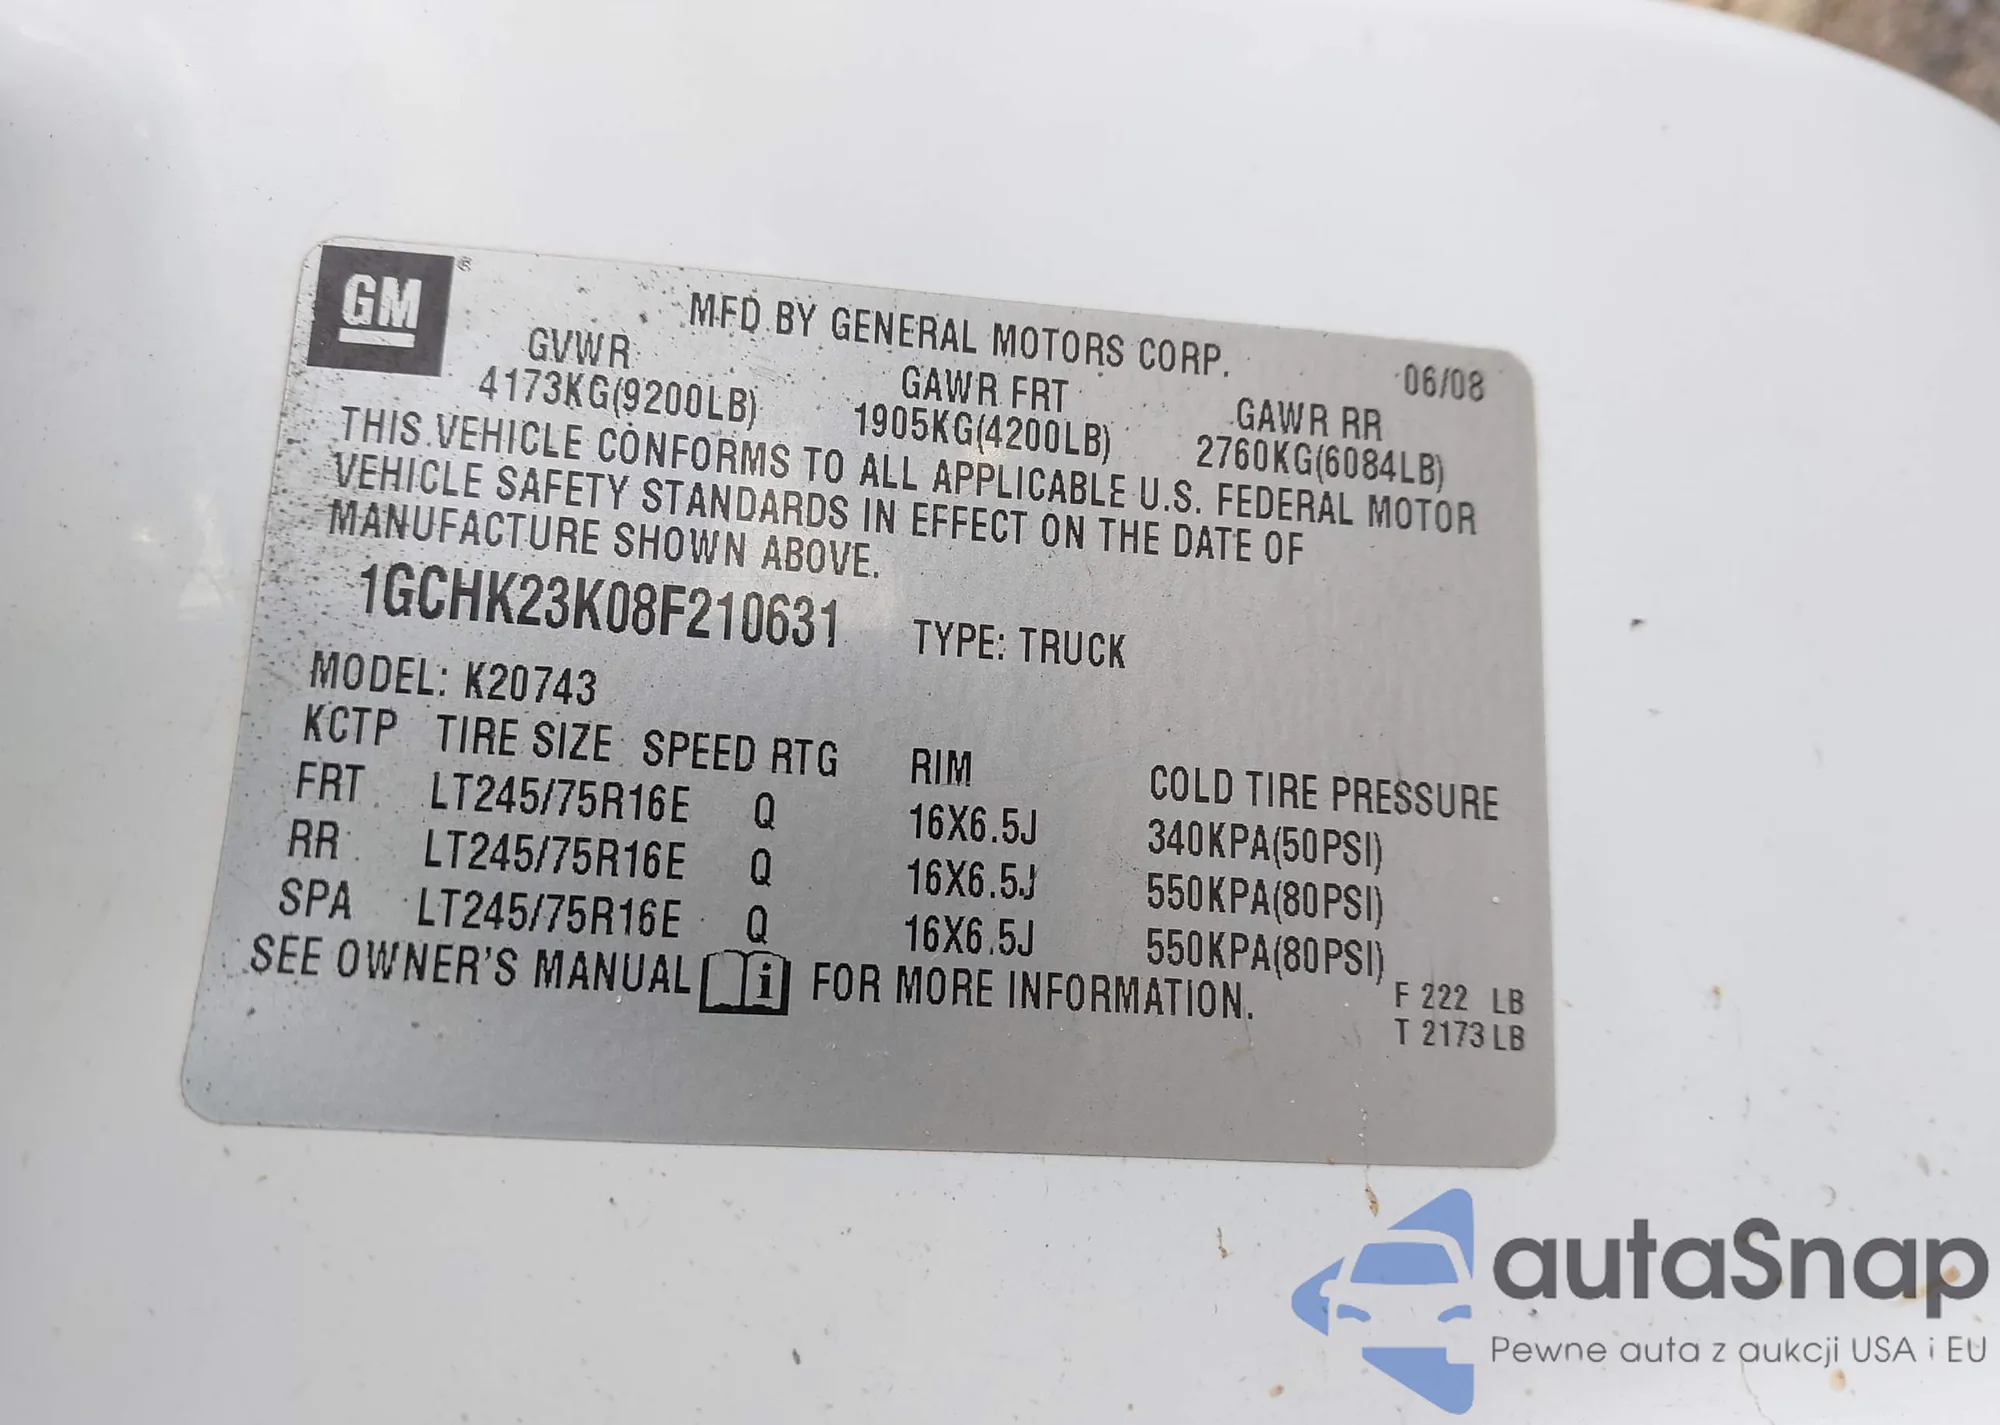 GM®
MFD BY GENERAL MOTORS CORP. 06/08
GVWR GAWR FRT GAWR RR
4173KG(9200LB) 1905KG(4200LB) 2760KG(6084LB)
THIS VEHICLE CONFORMS TO ALL APPLICABLE U.S. FEDERAL MOTOR
VEHICLE SAFETY STANDARDS IN EFFECT ON THE DATE OF
MANUFACTURE SHOWN ABOVE.
1GCHK23K08F210631 TYPE: TRUCK
MODEL: K20743
KCTP TIRE SIZE SPEED RTG RIM COLD TIRE PRESSURE
FRT LT245/75R16E Q 16X6.5J 340KPA(50PSI)
RR LT245/75R16E Q 16X6.5J 550KPA(80PSI)
SPA LT245/75R16E Q 16X6.5J 550KPA(80PSI)
SEE OWNER'S MANUAL i FOR MORE INFORMATION.
F 222 LB
T 2173 LB
autaSnap
Pewne auta z aukcji USA i EU